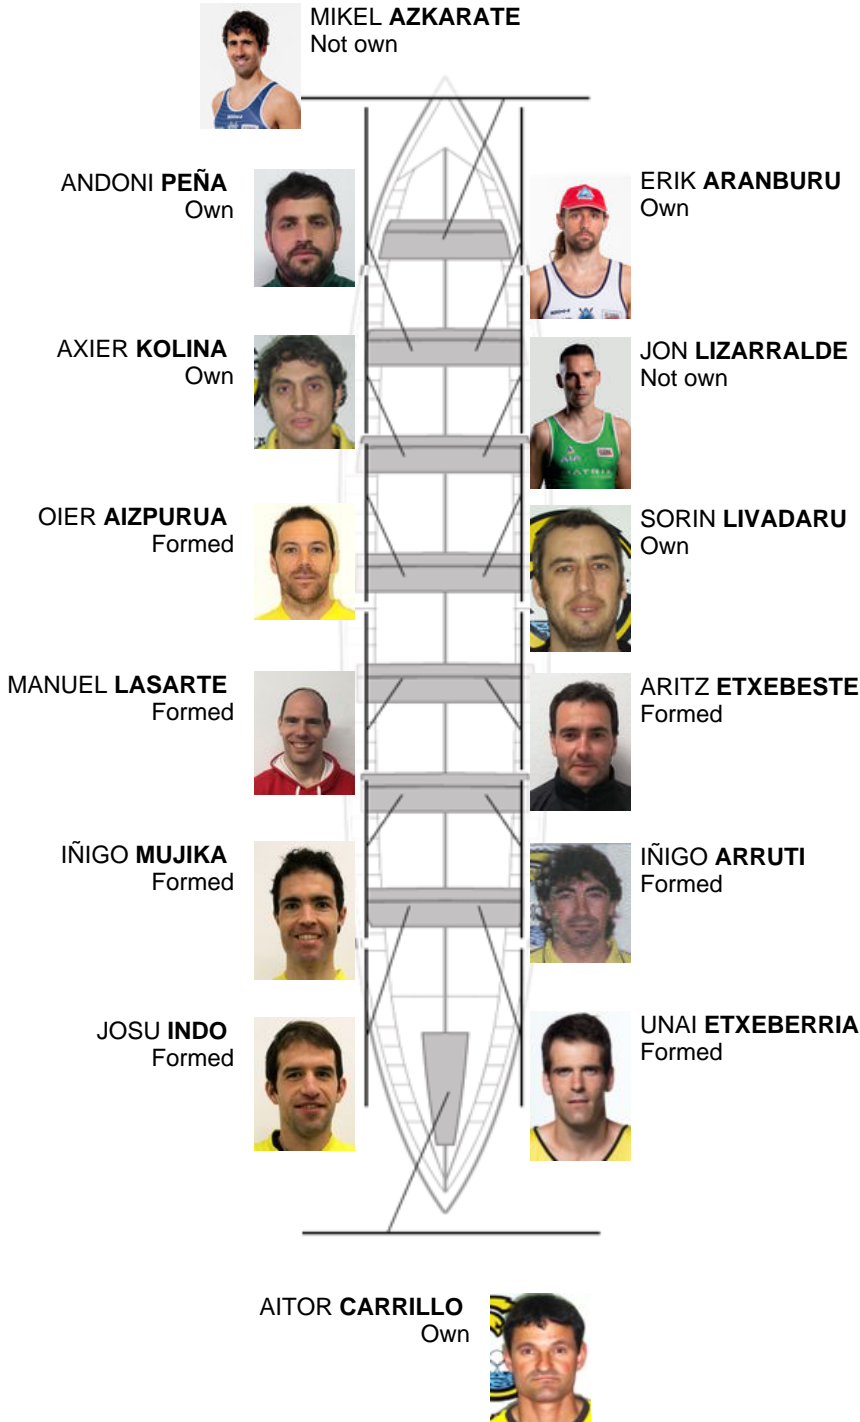 MIKEL AZKARATE
Not own
ANDONI PEÑA
Own
ERIK ARANBURU
Own
AXIER KOLINA
Own
JON LIZARRALDE
Not own
OIER AIZPURUA
Formed
SORIN LIVADARU
Own
MANUEL LASARTE
Formed
ARITZ ETXEBESTE
Formed
IÑIGO MUJIKA
Formed
IÑIGO ARRUTI
Formed
JOSU INDO
Formed
UNAI ETXEBERRIA
Formed
AITOR CARRILLO
Own